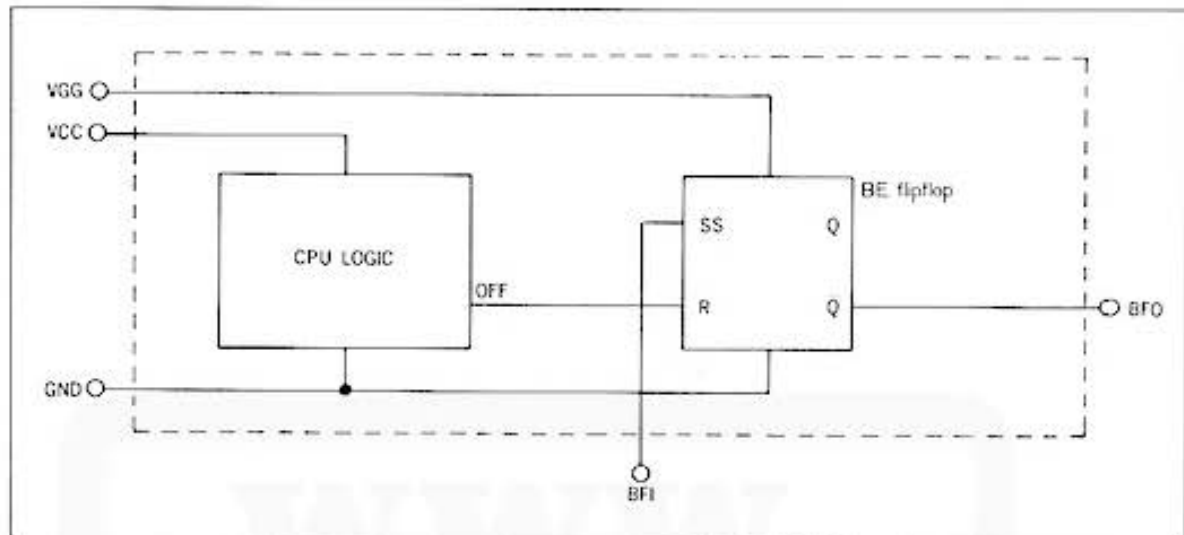 VGG
VCC
BE flipflop
SS Q
CPU LOGIC
OFF
R Q
BFO
GND
BFI